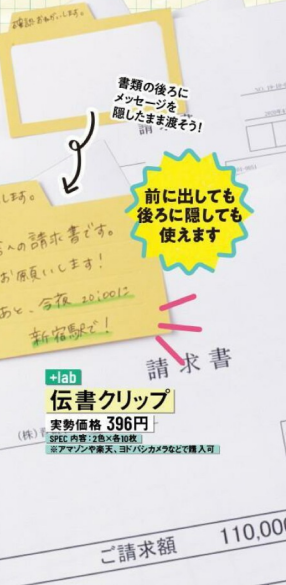 確認おねがいします。
書類の後ろに
メッセージを
隠したまま渡そう!
前に出しても
後ろに隠しても
使えます
します。
の請求書です。
お願いします!
あと、今夜20:00に
新宿駅で!
+lab
伝書クリップ
実勢価格 396円
SPEC 内容:2色×各10枚
※アマゾンや楽天、ヨドバシカメラなどで購入可
請求書
(株)
ご請求額 110,00